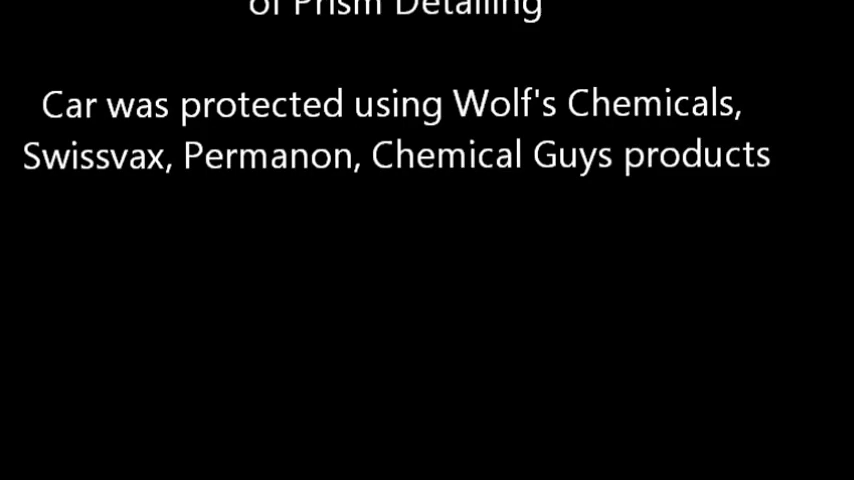 of Prism Detailing
Car was protected using Wolf's Chemicals,
Swissvax, Permanon, Chemical Guys products